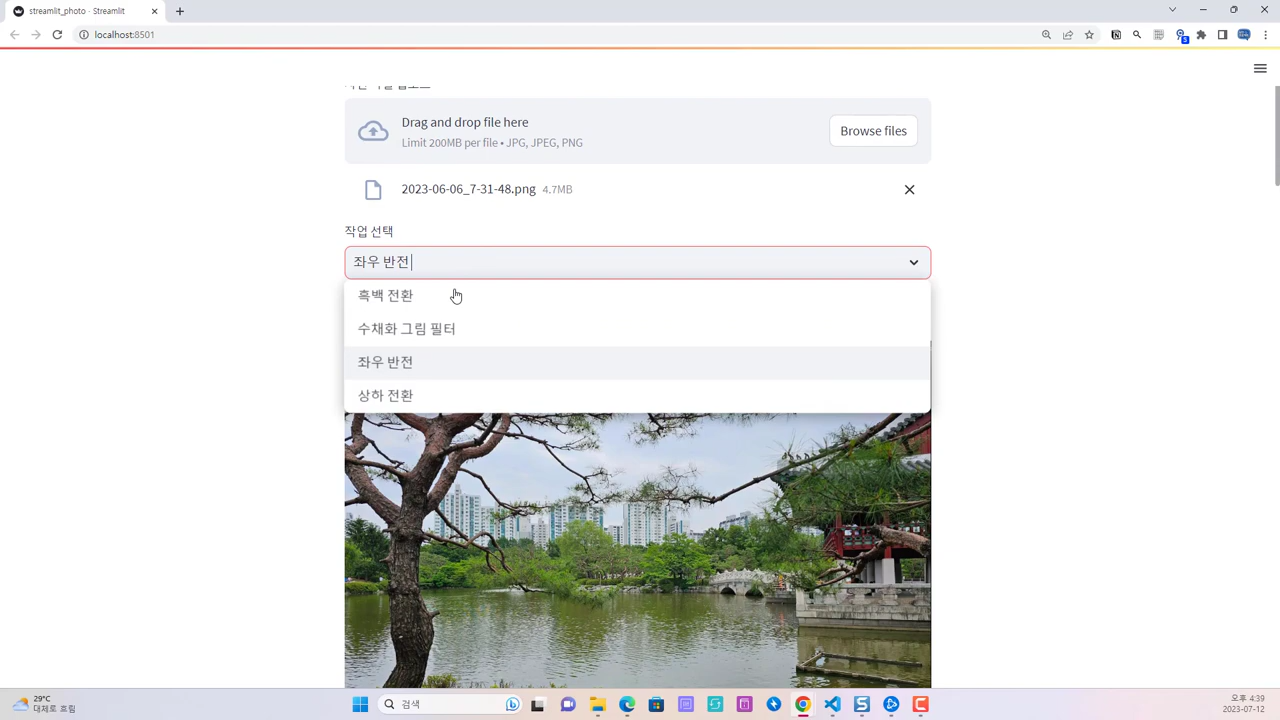 streamlit_photo · Streamlit
localhost:8501
Drag and drop file here
Limit 200MB per file • JPG, JPEG, PNG
Browse files
2023-06-06_7-31-48.png 4.7MB
작업 선택
좌우 반전
흑백 전환
수채화 그림 필터
좌우 반전
상하 전환
29°C
대체로 흐림
검색
오후 4:39
2023-07-12